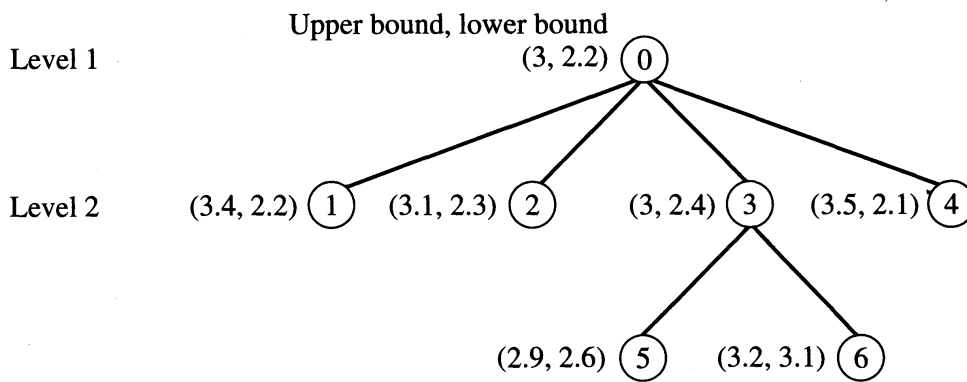 Upper bound, lower bound
Level 1 (3, 2.2) 0
Level 2 (3.4, 2.2) 1 (3.1, 2.3) 2 (3, 2.4) 3 (3.5, 2.1) 4
(2.9, 2.6) 5 (3.2, 3.1) 6